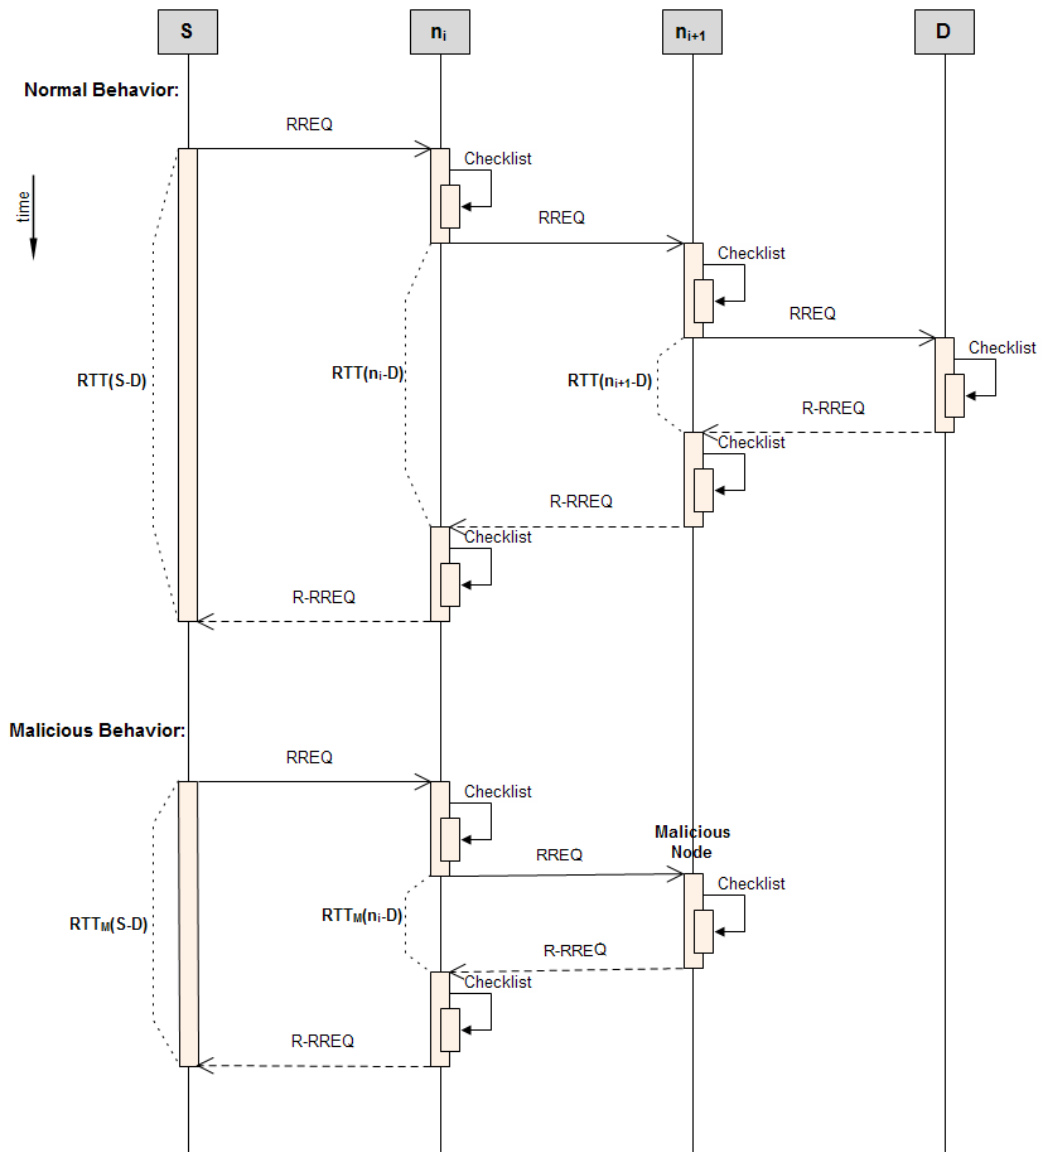 S
nᵢ
nᵢ₊₁
D
Normal Behavior:
RREQ
Checklist
time
RREQ
Checklist
RREQ
Checklist
RTT(S-D)
RTT(nᵢ-D)
RTT(nᵢ₊₁-D)
R-RREQ
Checklist
R-RREQ
Checklist
R-RREQ
Malicious Behavior:
RREQ
Checklist
Malicious
Node
RREQ
Checklist
RTTM(S-D)
RTTM(nᵢ-D)
R-RREQ
Checklist
R-RREQ